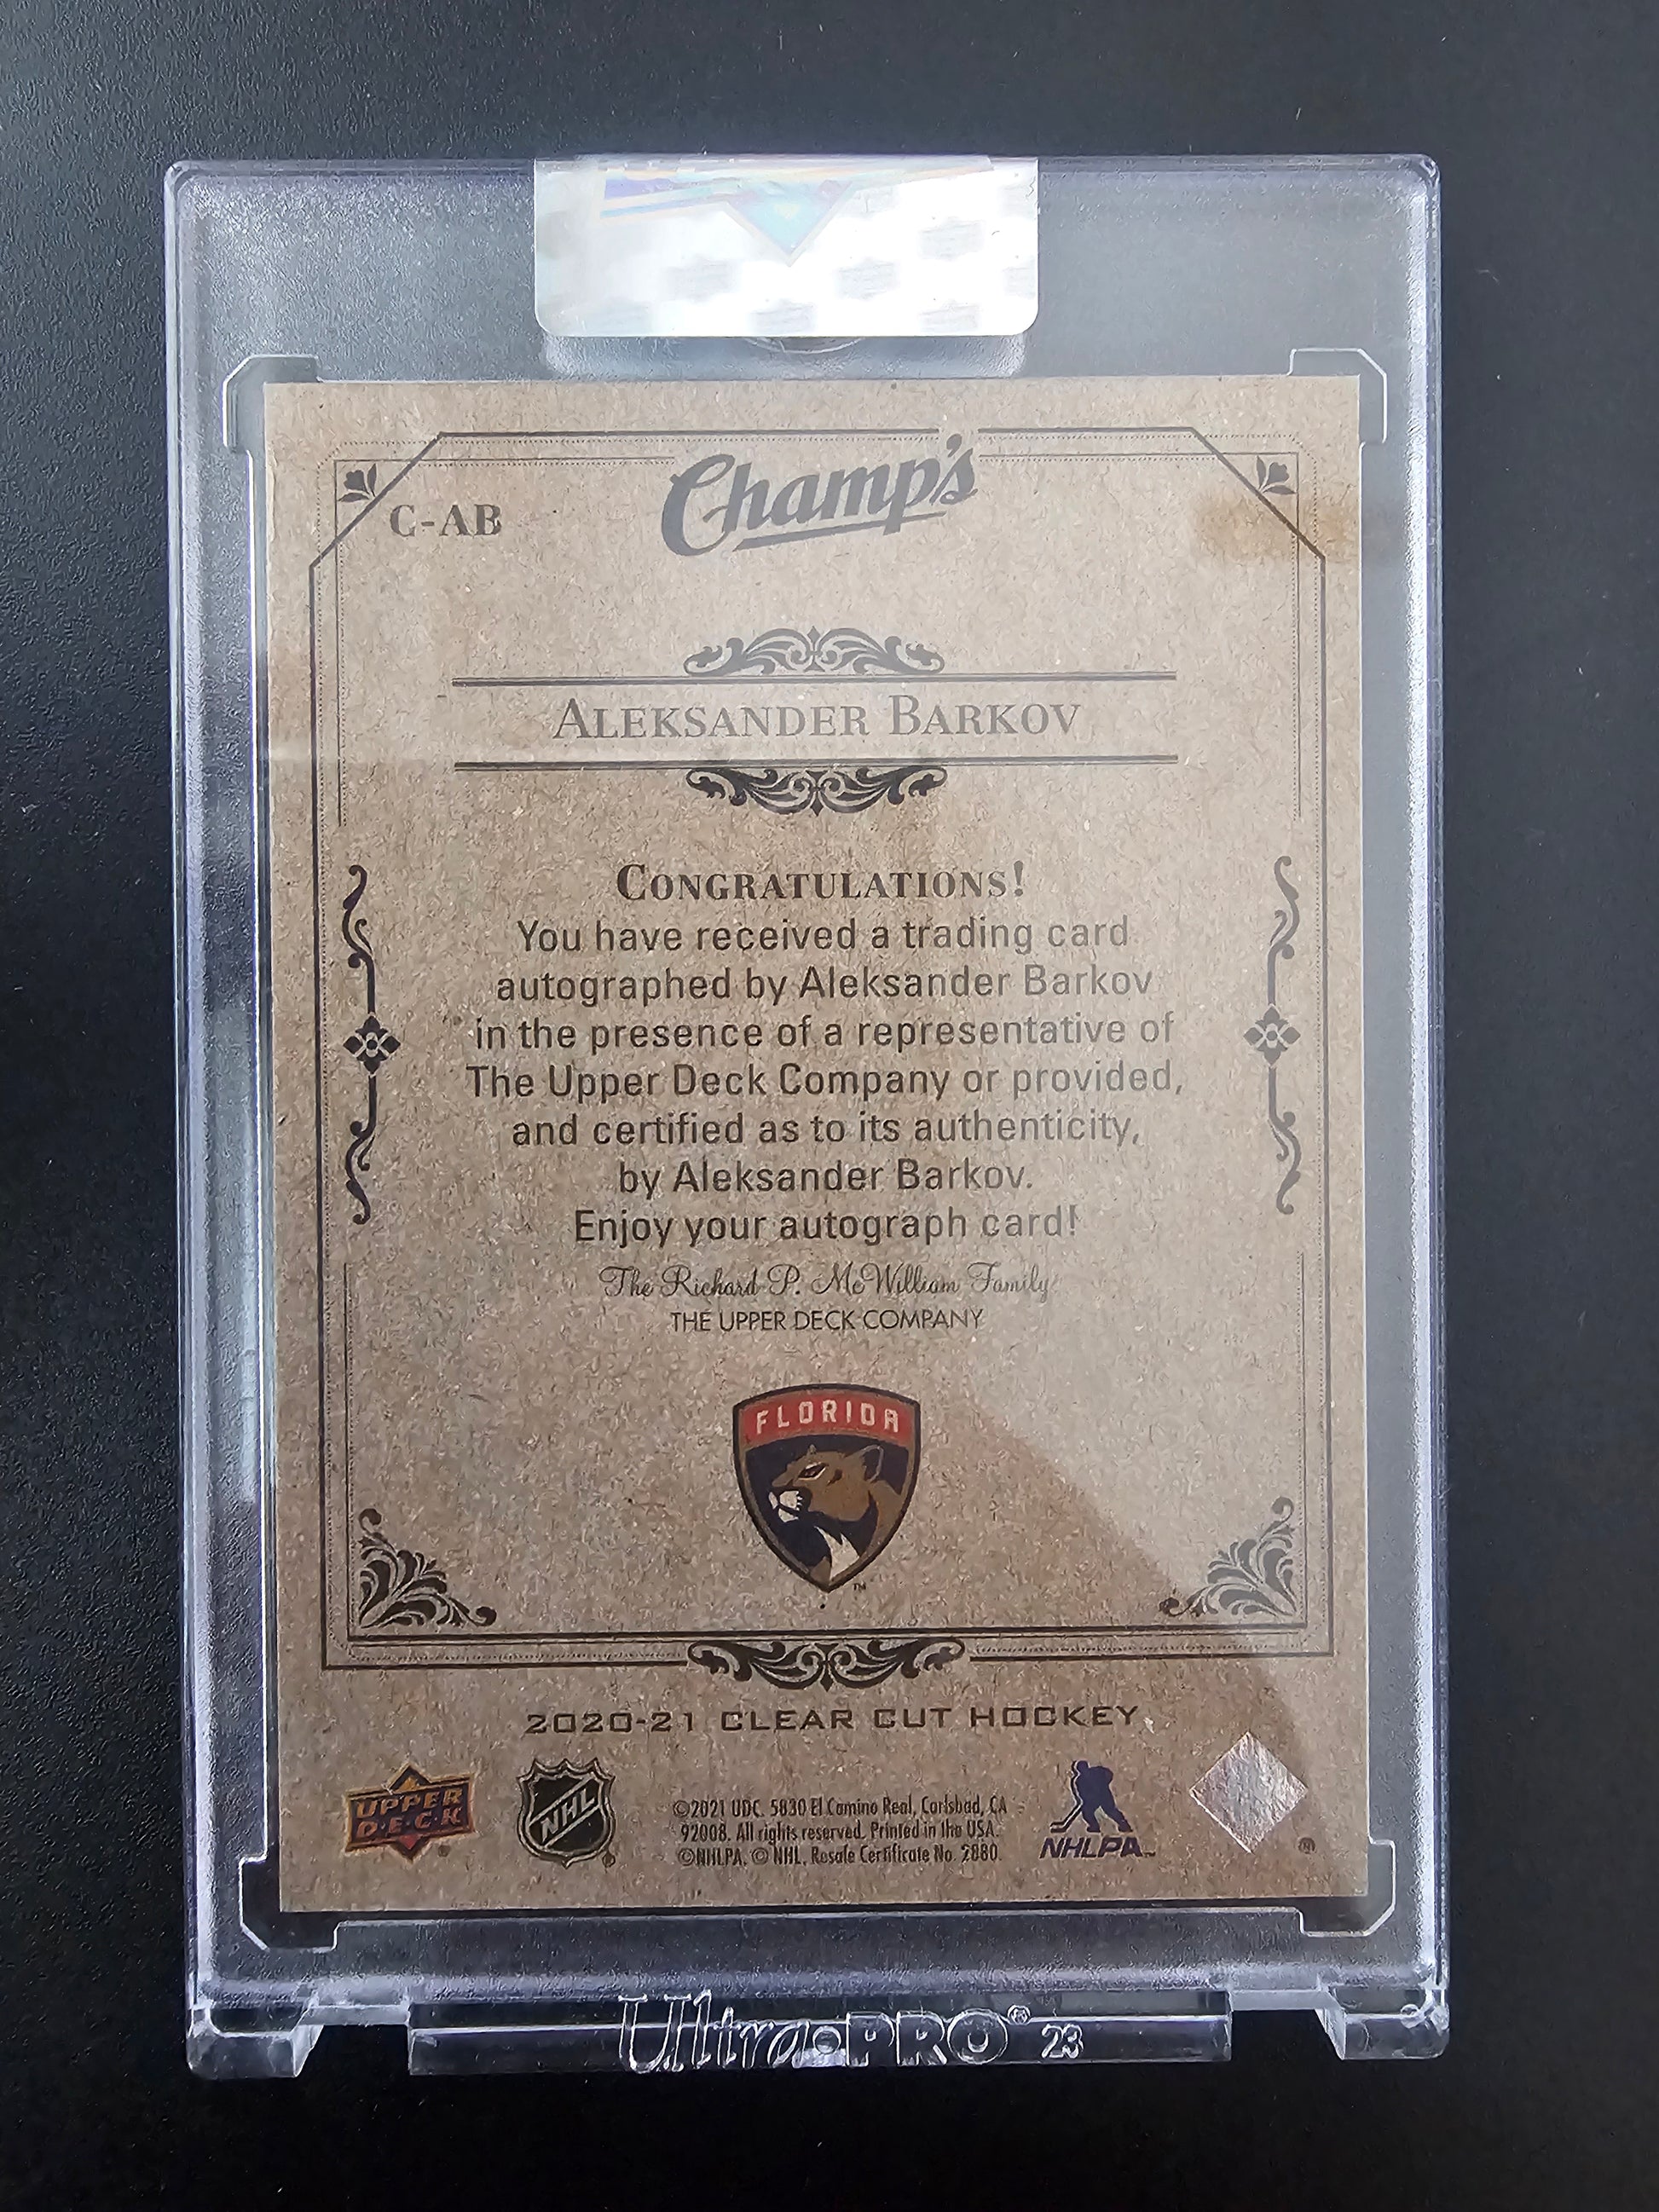 Champ's
C-AB
ALEKSANDER BARKOV
CONGRATULATIONS!
You have received a trading card
autographed by Aleksander Barkov
in the presence of a representative of
The Upper Deck Company or provided,
and certified as to its authenticity,
by Aleksander Barkov.
Enjoy your autograph card!
The Richard P. McWilliam Family
THE UPPER DECK COMPANY
FLORIDA
TM
2020-21 CLEAR CUT HOCKEY
UPPER
D·E·C·K
®
NHL
®
©2021 UDC. 5830 El Camino Real, Carlsbad, CA
92008. All rights reserved. Printed in the USA.
©NHLPA. © NHL. Resale Certificate No. 2880.
NHLPA™
Ultra·PRO® 23